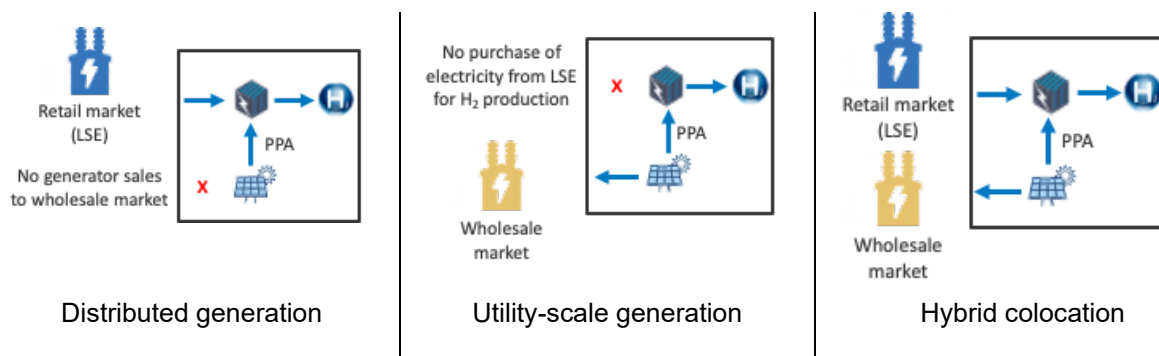 Retail market
(LSE)
No generator sales
to wholesale market
X
PPA
H
Distributed generation
No purchase of
electricity from LSE
for H₂ production
X
PPA
H
Wholesale
market
Utility-scale generation
Retail market
(LSE)
Wholesale
market
PPA
H
Hybrid colocation